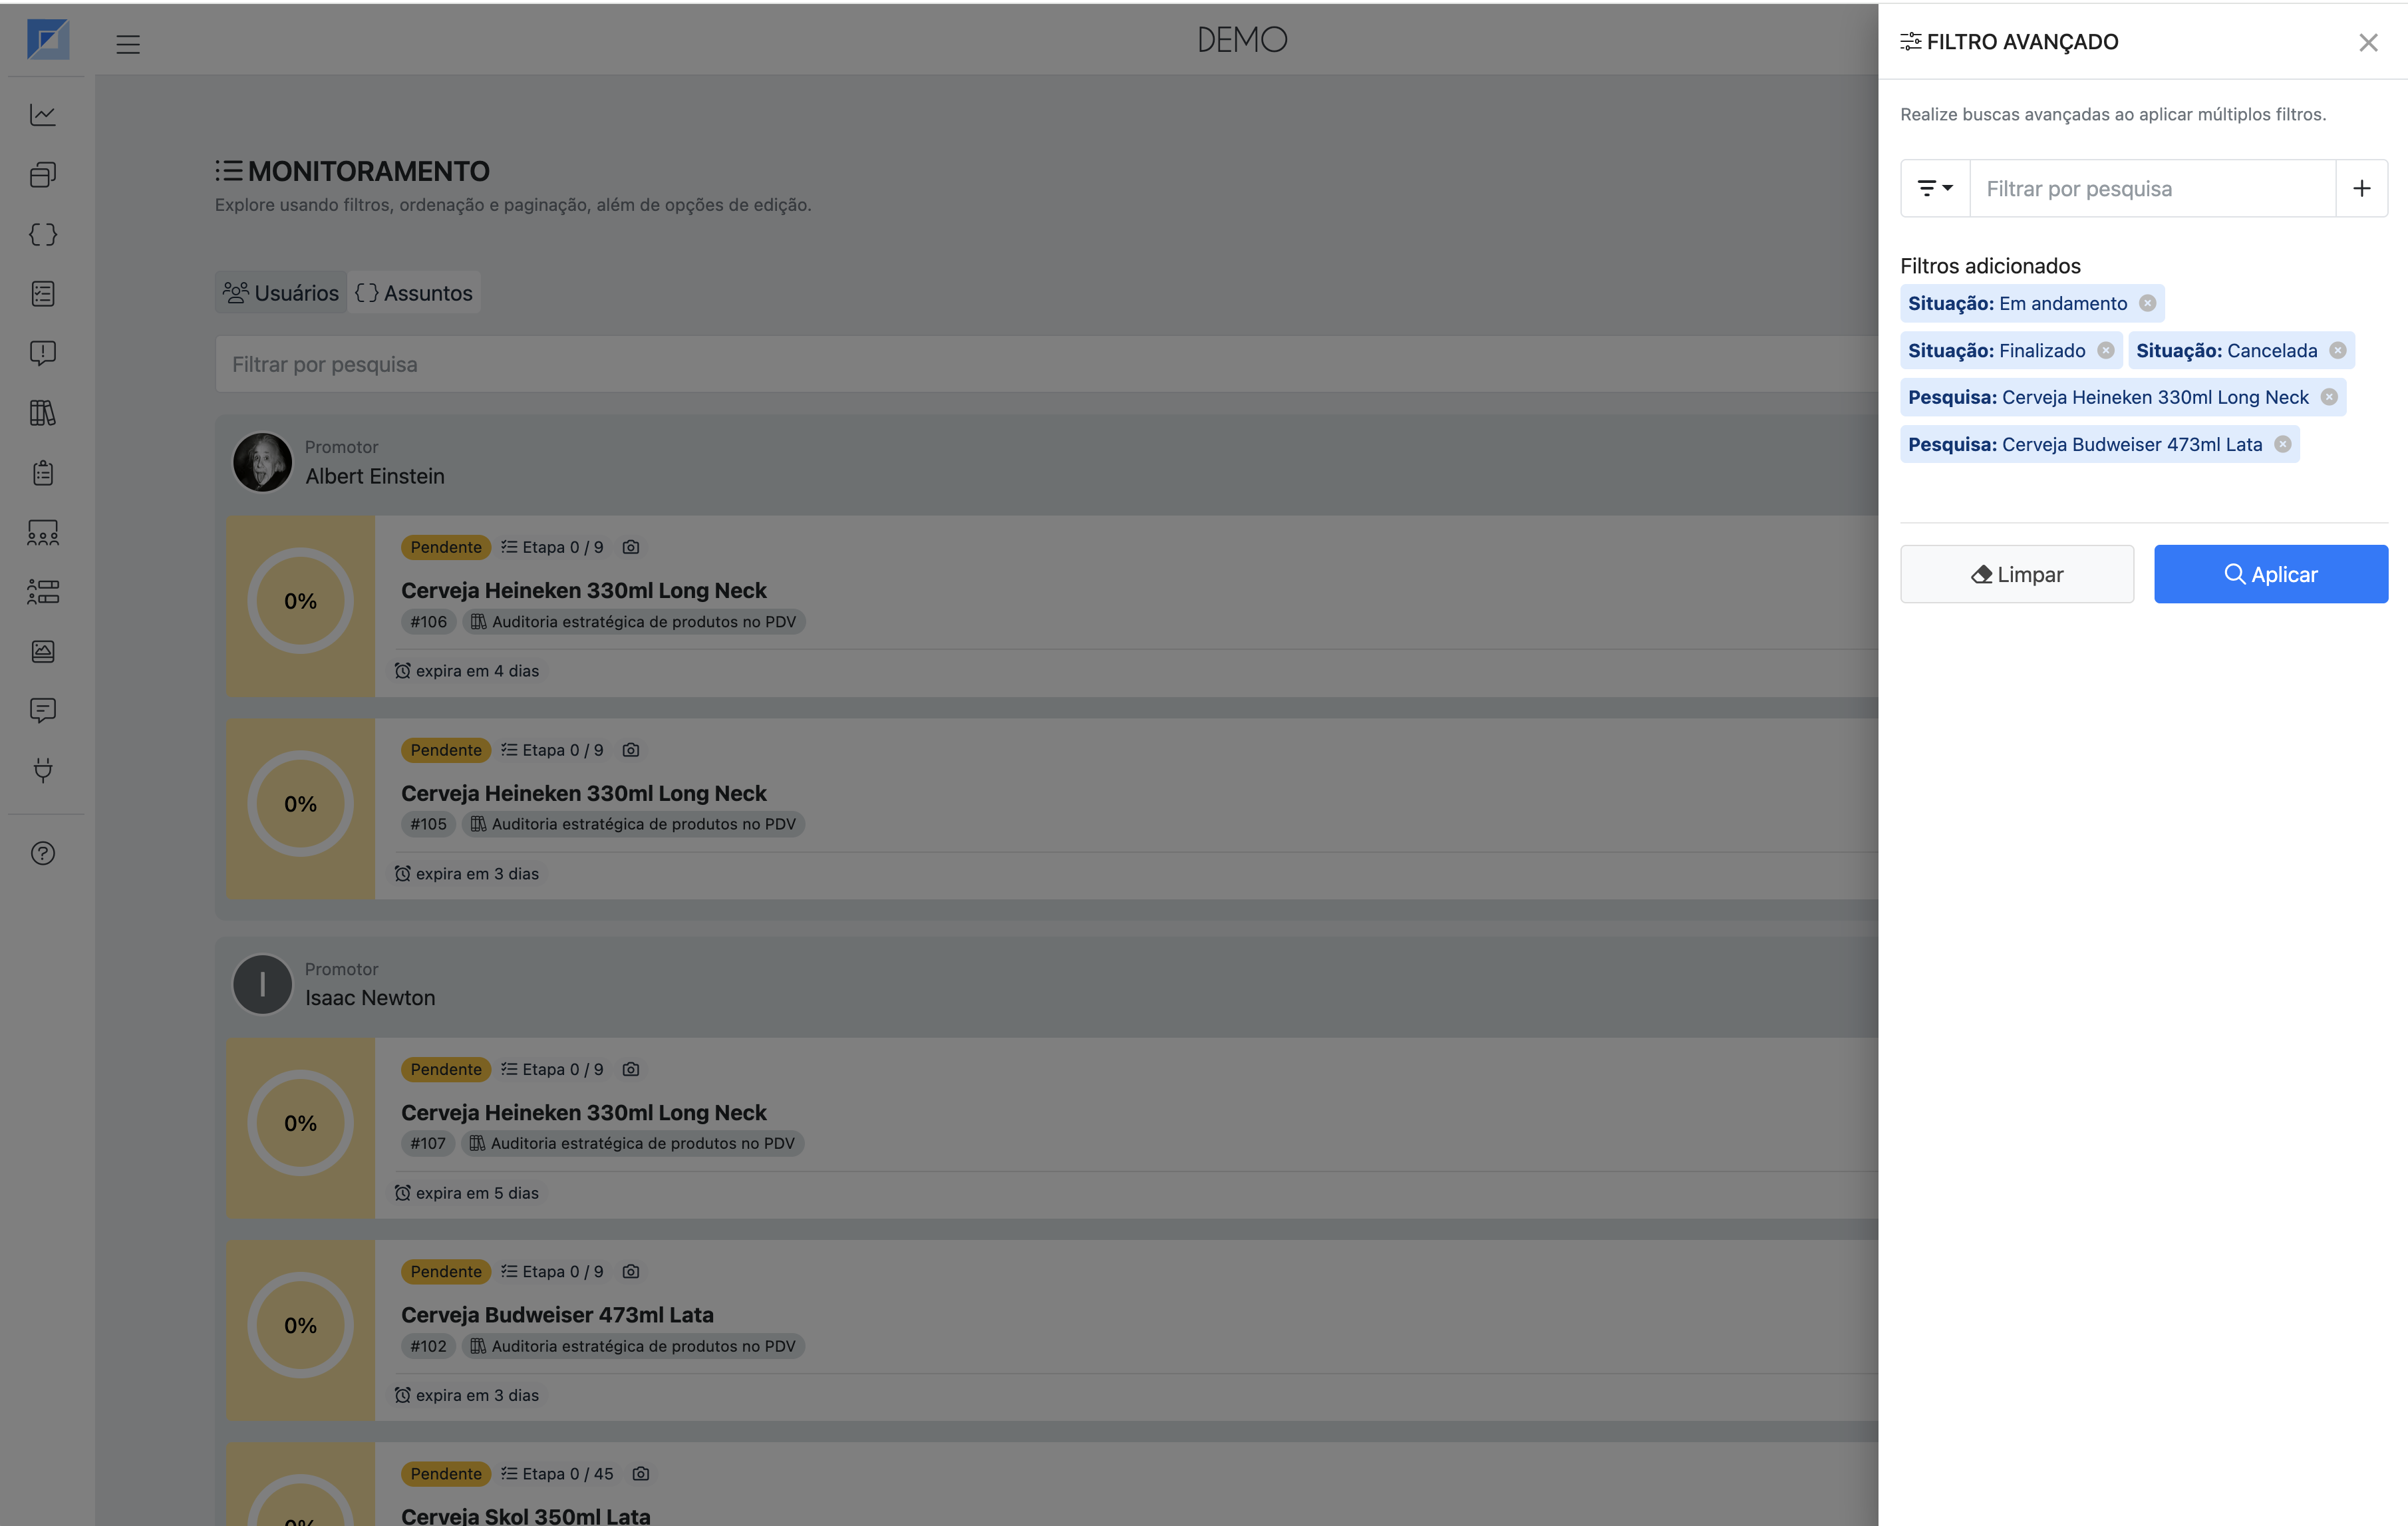 DEMO
MONITORAMENTO
Explore usando filtros, ordenação e paginação, além de opções de edição.
Usuários
Assuntos
Filtrar por pesquisa
Promotor
Albert Einstein
0%
Pendente Etapa 0 / 9
Cerveja Heineken 330ml Long Neck
#106 Auditoria estratégica de produtos no PDV
expira em 4 dias
0%
Pendente Etapa 0 / 9
Cerveja Heineken 330ml Long Neck
#105 Auditoria estratégica de produtos no PDV
expira em 3 dias
I
Promotor
Isaac Newton
0%
Pendente Etapa 0 / 9
Cerveja Heineken 330ml Long Neck
#107 Auditoria estratégica de produtos no PDV
expira em 5 dias
0%
Pendente Etapa 0 / 9
Cerveja Budweiser 473ml Lata
#102 Auditoria estratégica de produtos no PDV
expira em 3 dias
0%
Pendente Etapa 0 / 45
Cerveja Skol 350ml Lata
FILTRO AVANÇADO
Realize buscas avançadas ao aplicar múltiplos filtros.
Filtrar por pesquisa
Filtros adicionados
Situação: Em andamento
Situação: Finalizado Situação: Cancelada
Pesquisa: Cerveja Heineken 330ml Long Neck
Pesquisa: Cerveja Budweiser 473ml Lata
Limpar
Aplicar